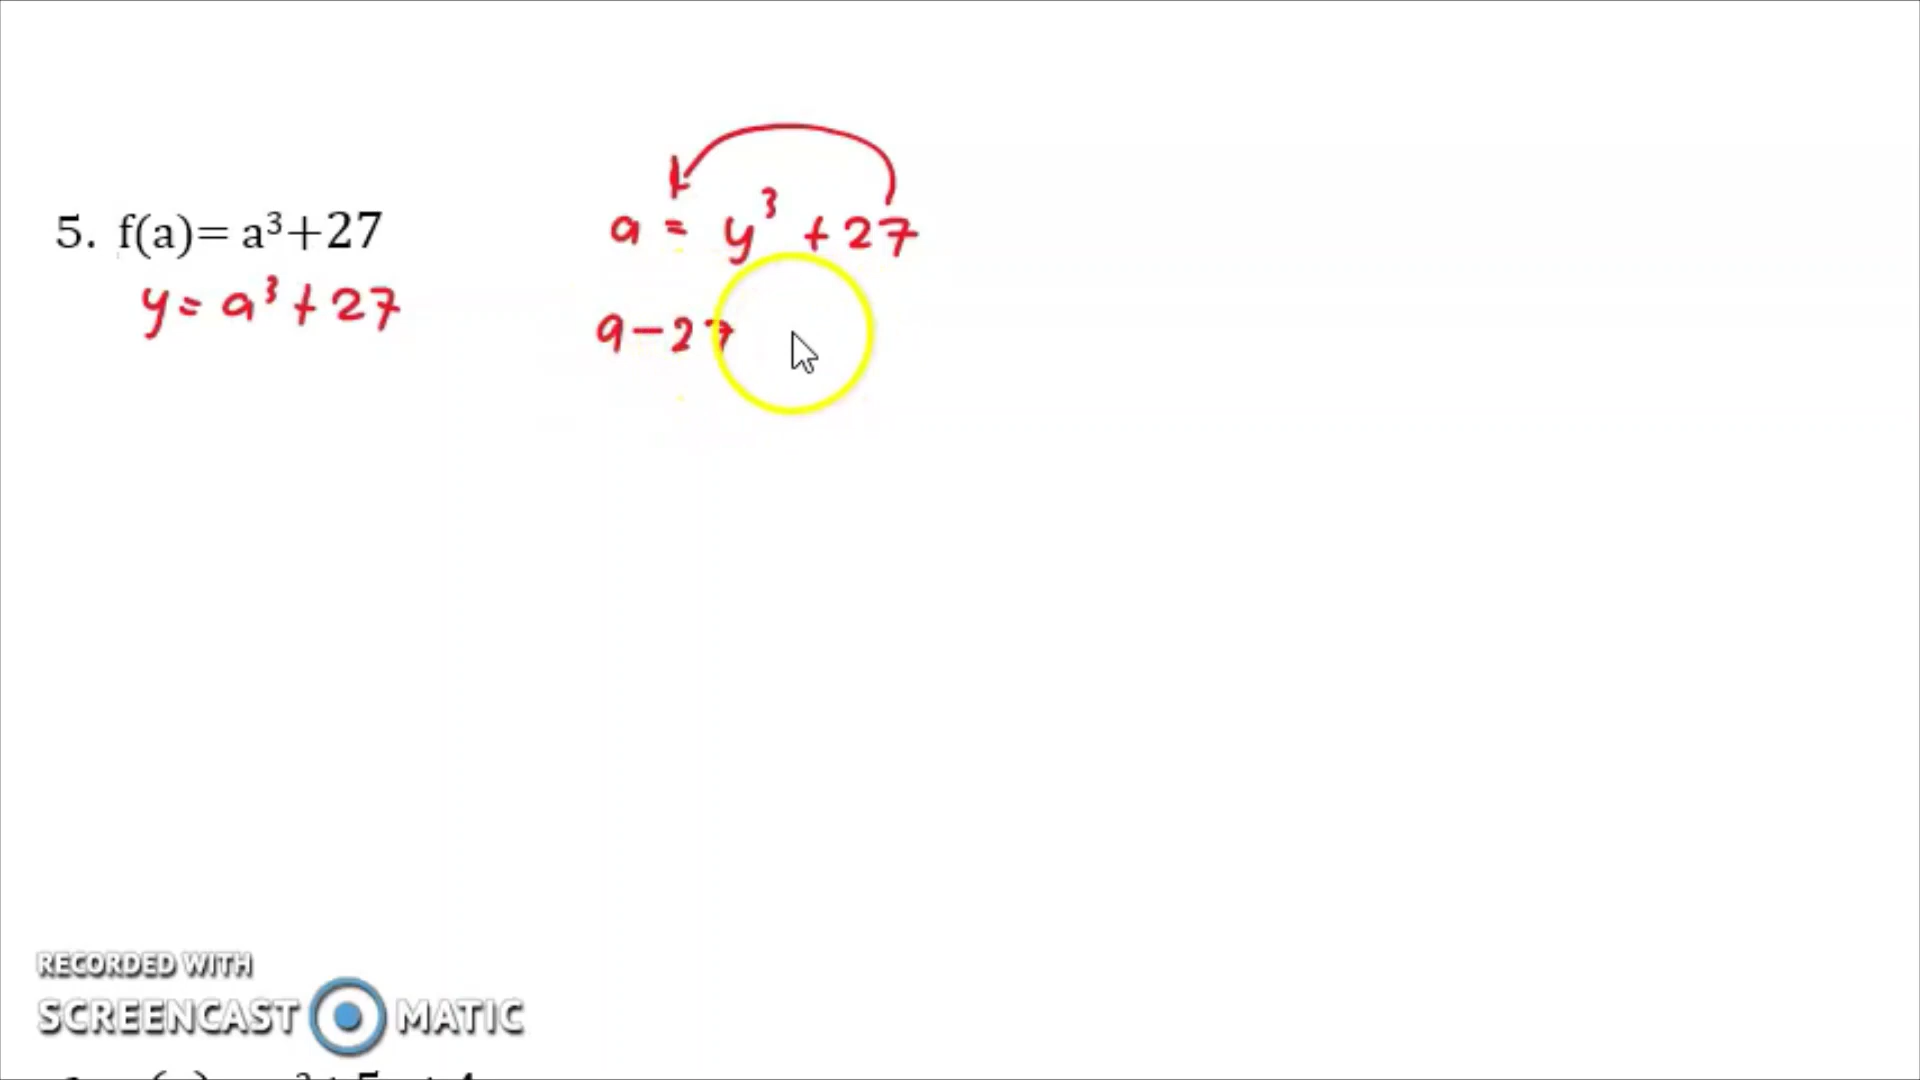 5. f(a)= a³+27
y = a³ + 27
a = y³ + 27
a - 27
RECORDED WITH
SCREENCAST MATIC